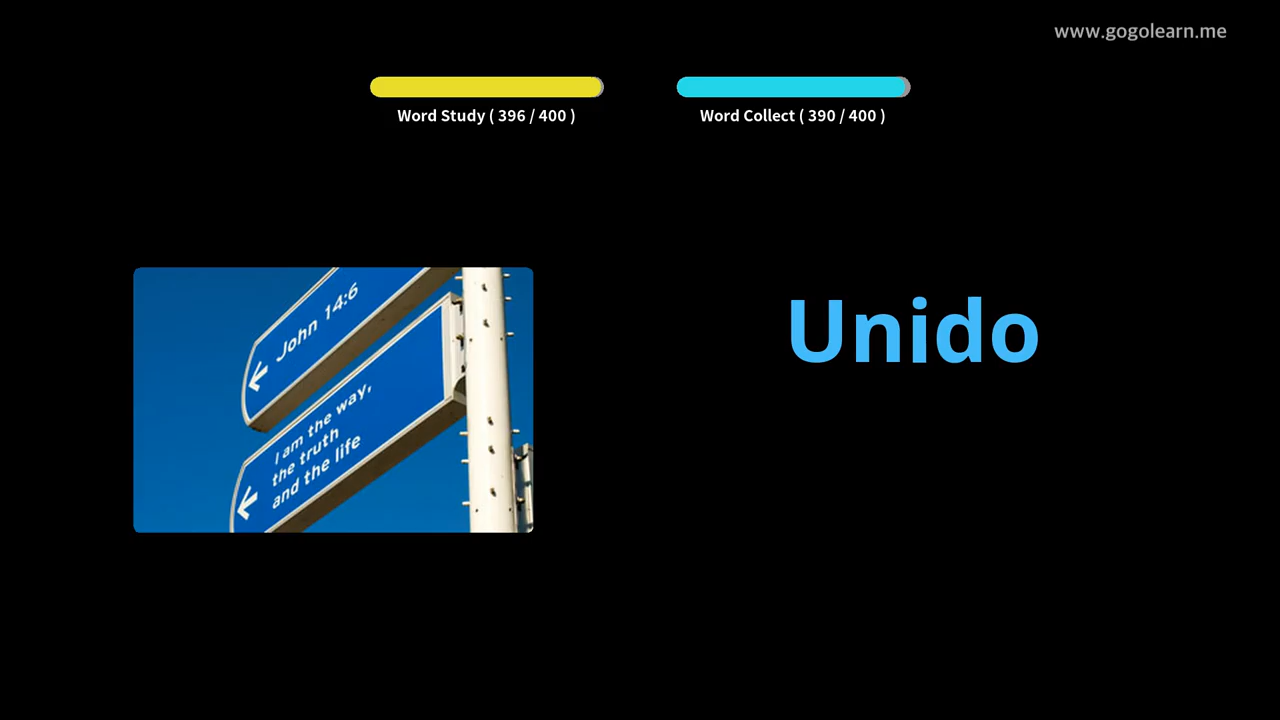 www.gogolearn.me
Word Study ( 396 / 400 )
Word Collect ( 390 / 400 )
John 14:6
I am the way,
the truth
and the life
Unido